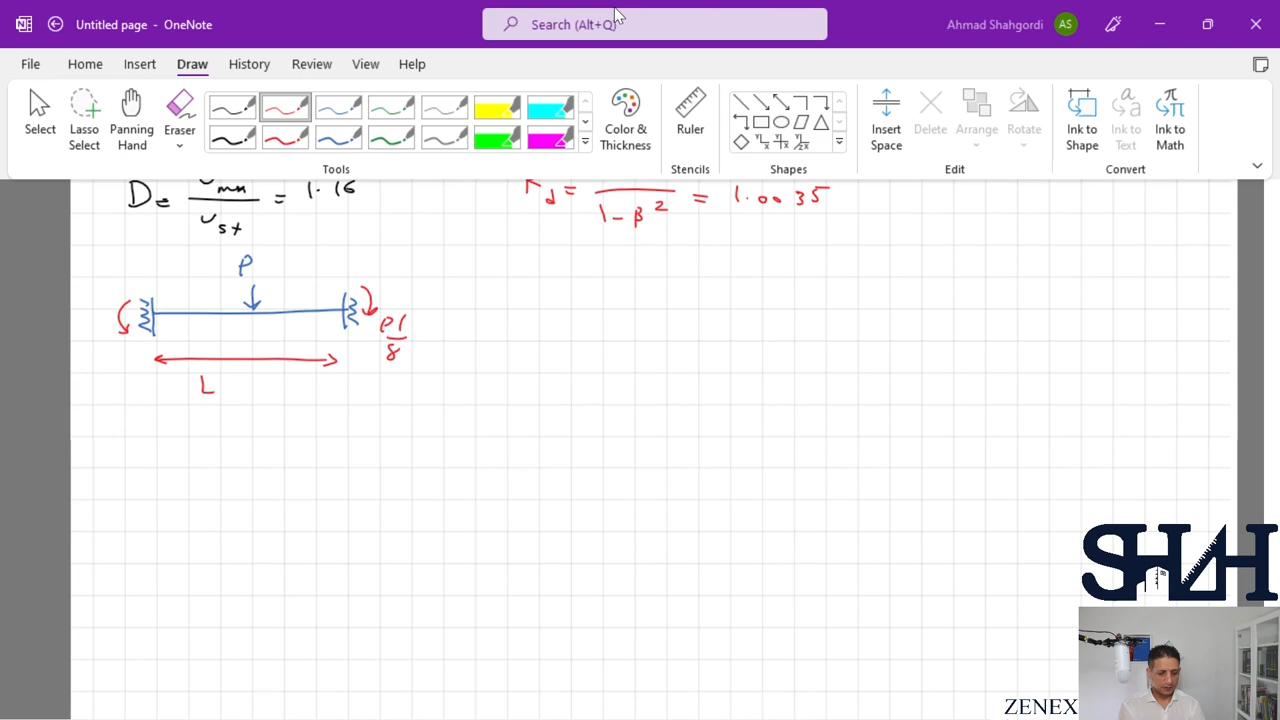 Untitled page - OneNote
Search (Alt+Q)
Ahmad Shahgordi
AS
File Home Insert Draw History Review View Help
Select
Lasso Select
Panning Hand
Eraser
Color & Thickness
Ruler
Insert Space
Delete
Arrange
Rotate
Ink to Shape
Ink to Text
Ink to Math
Tools
Stencils
Shapes
Edit
Convert
D = / u st = 1.16
d = / 1-β² = 1.0035
P
Pl
8
L
SHAH
ZENEX